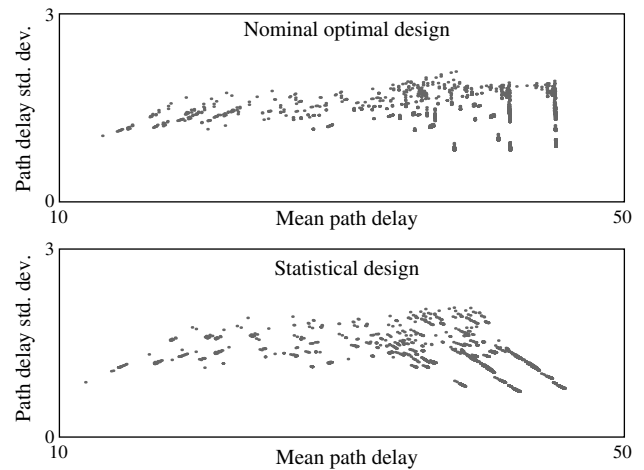 3
Nominal optimal design
Path delay std. dev.
0
10
Mean path delay
50
3
Statistical design
Path delay std. dev.
0
10
Mean path delay
50